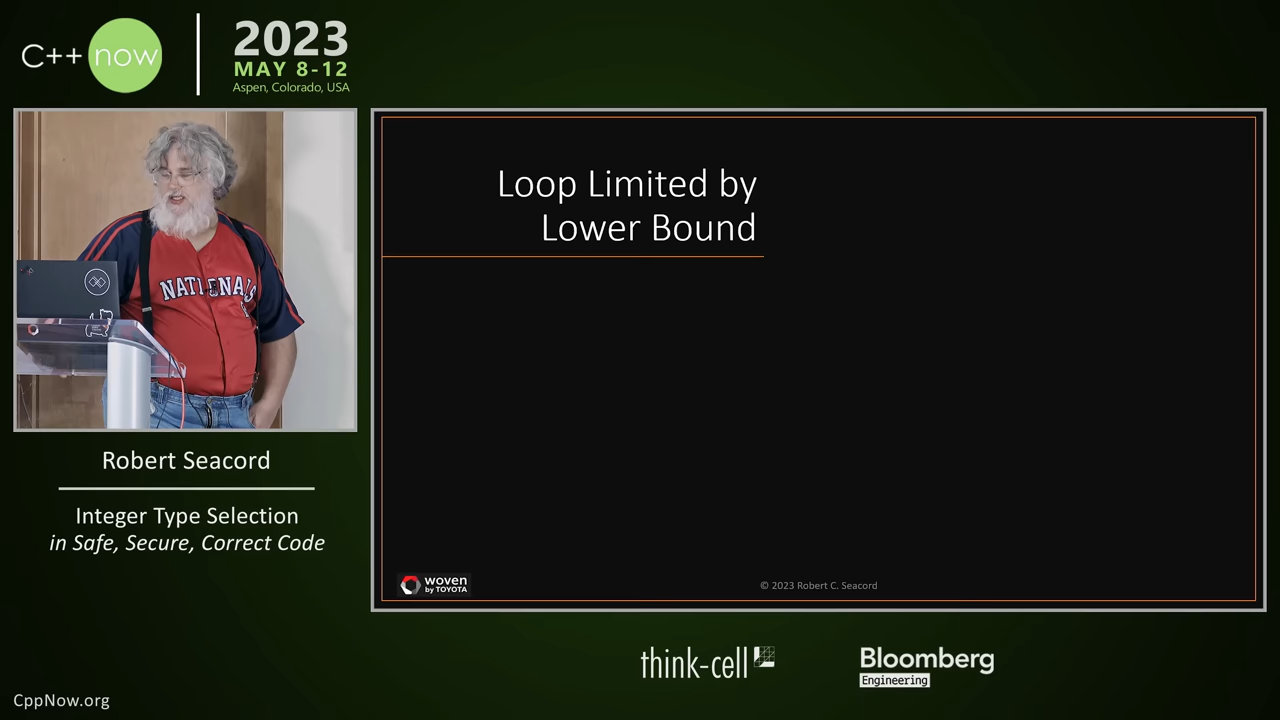 C++ now
2023
MAY 8-12
Aspen, Colorado, USA
NATIONALS
Robert Seacord
Integer Type Selection
in Safe, Secure, Correct Code
Loop Limited by
Lower Bound
woven
by TOYOTA
© 2023 Robert C. Seacord
think-cell
Bloomberg
Engineering
CppNow.org